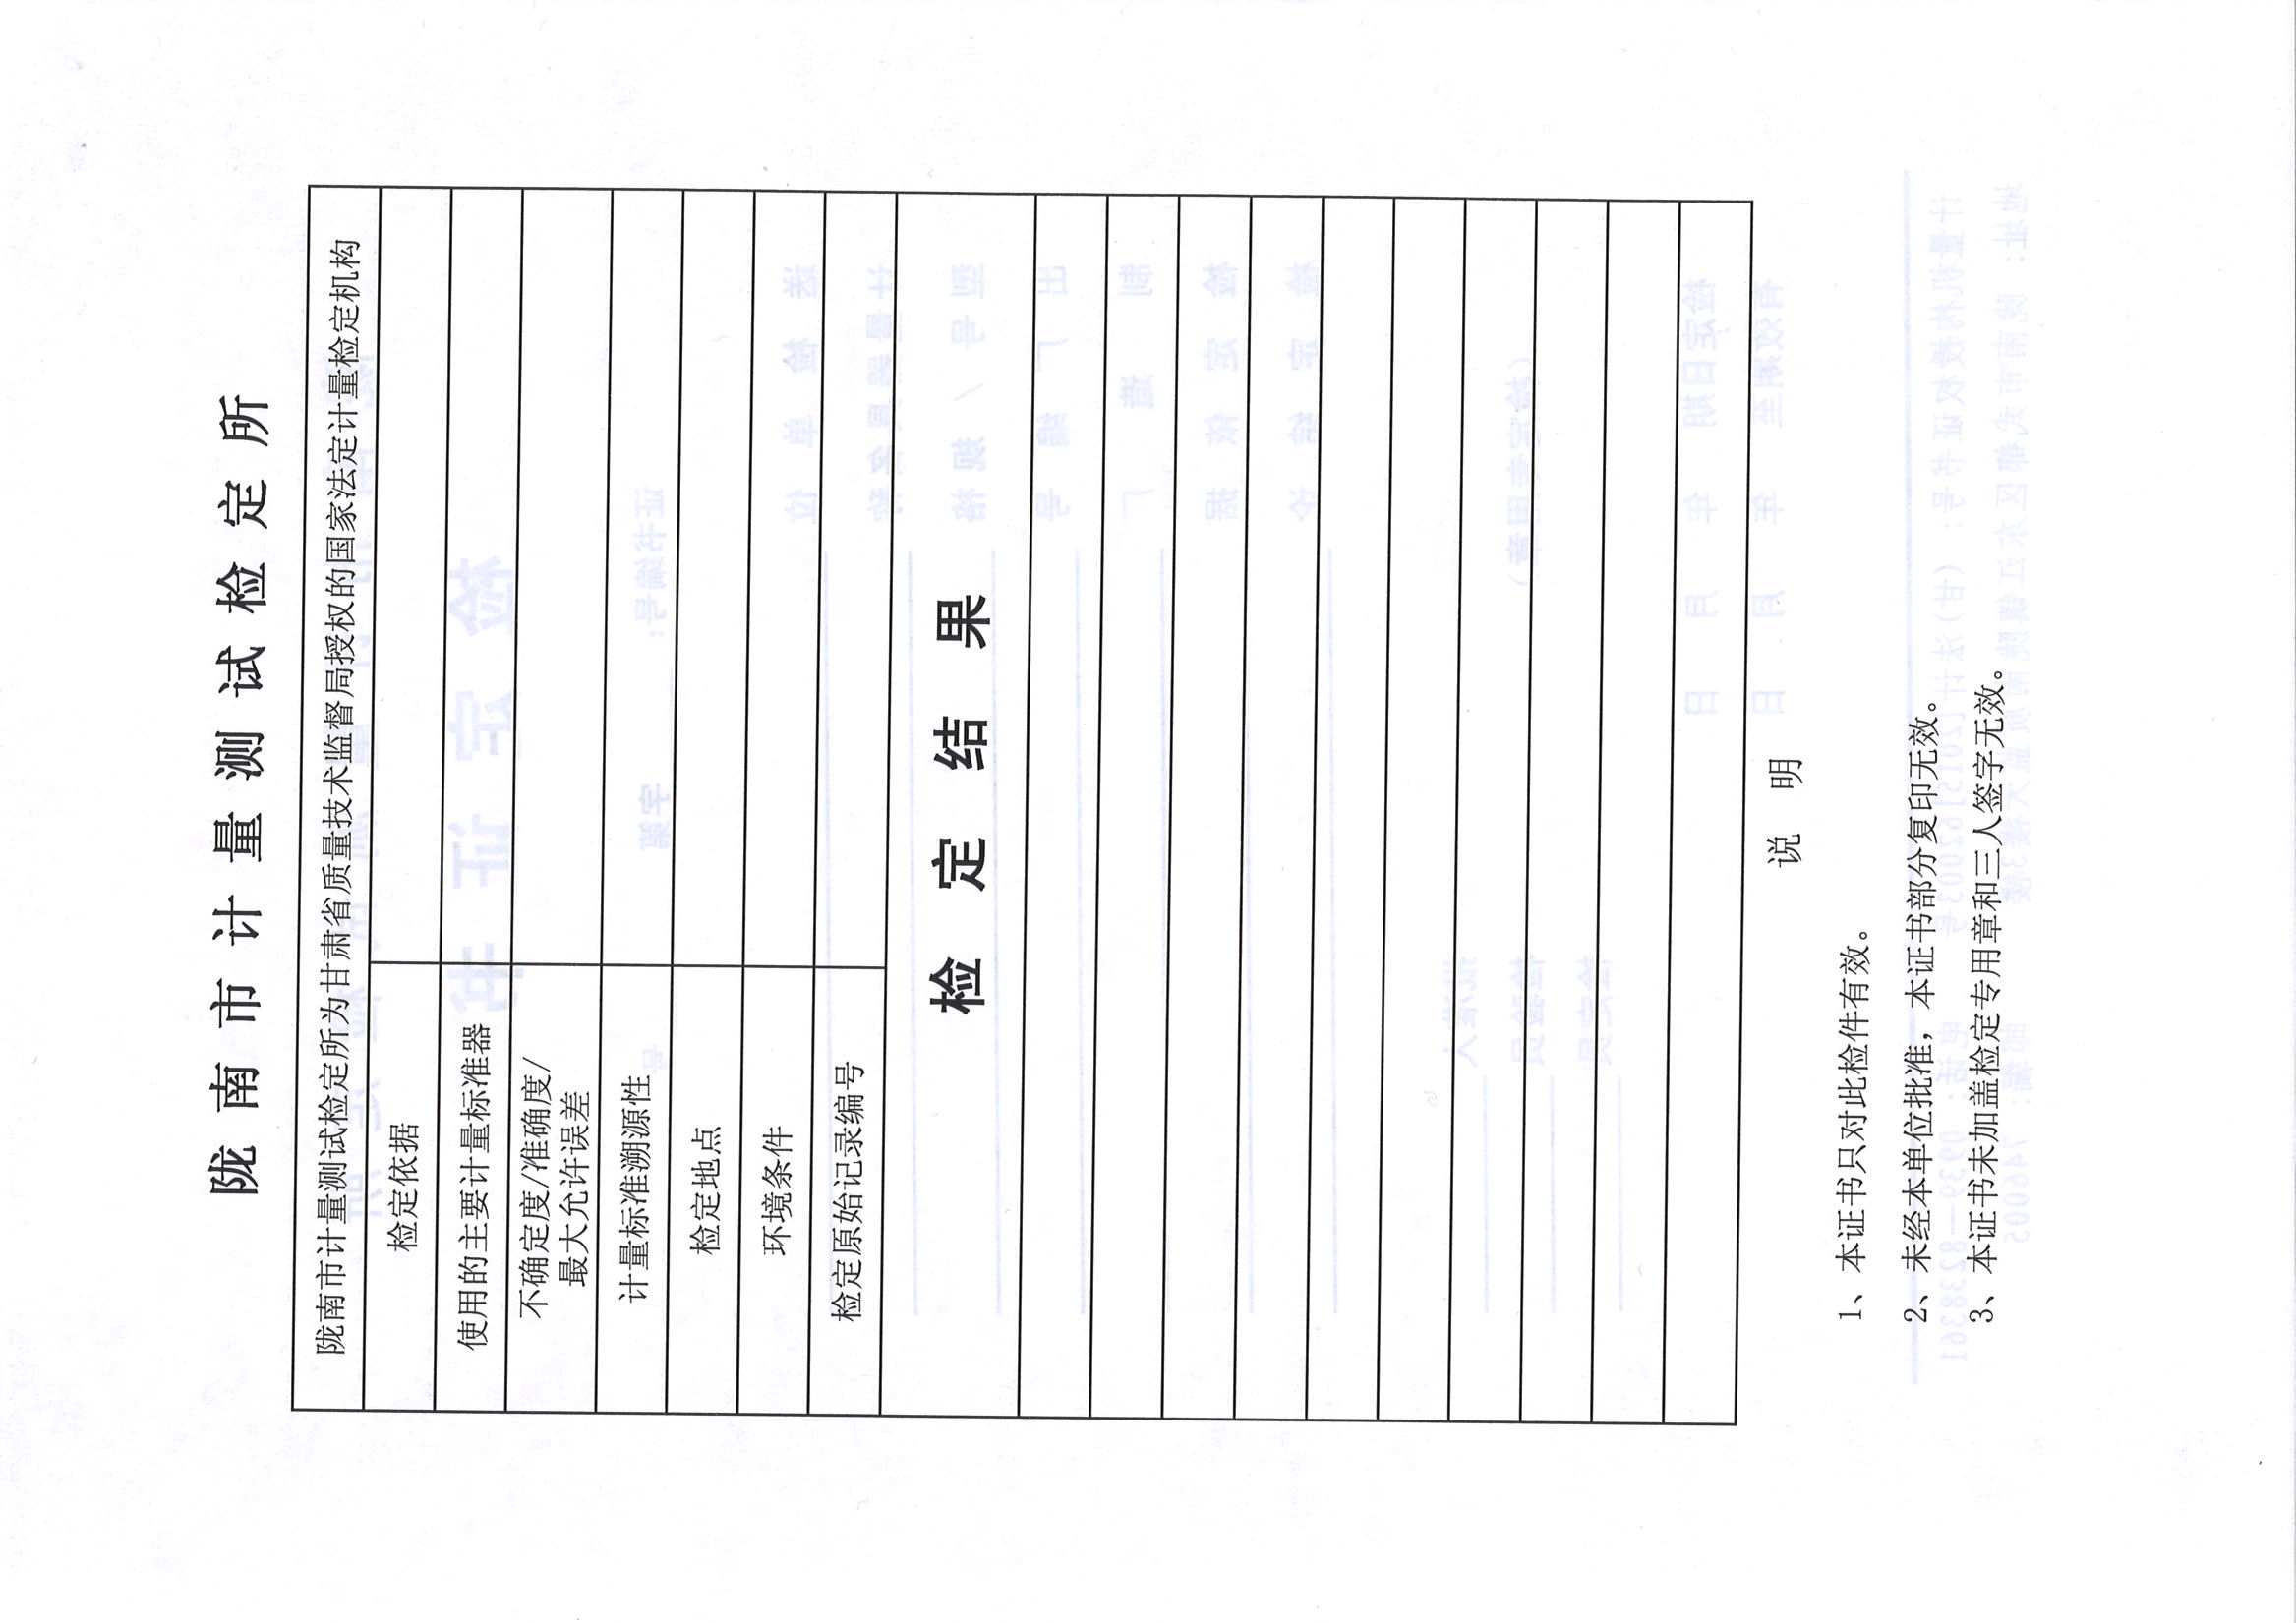 陇南市计量测试检定所
陇南市计量测试检定所为甘肃省质量技术监督局授权的国家法定计量检定机构
检定依据
使用的主要计量标准器
不确定度/准确度/
最大允许误差
计量标准溯源性
检定地点
环境条件
检定原始记录编号
检定结果
说 明
1、本证书只对此检件有效。
2、未经本单位批准，本证书部分复印无效。
3、本证书未加盖检定专用章和三人签字无效。